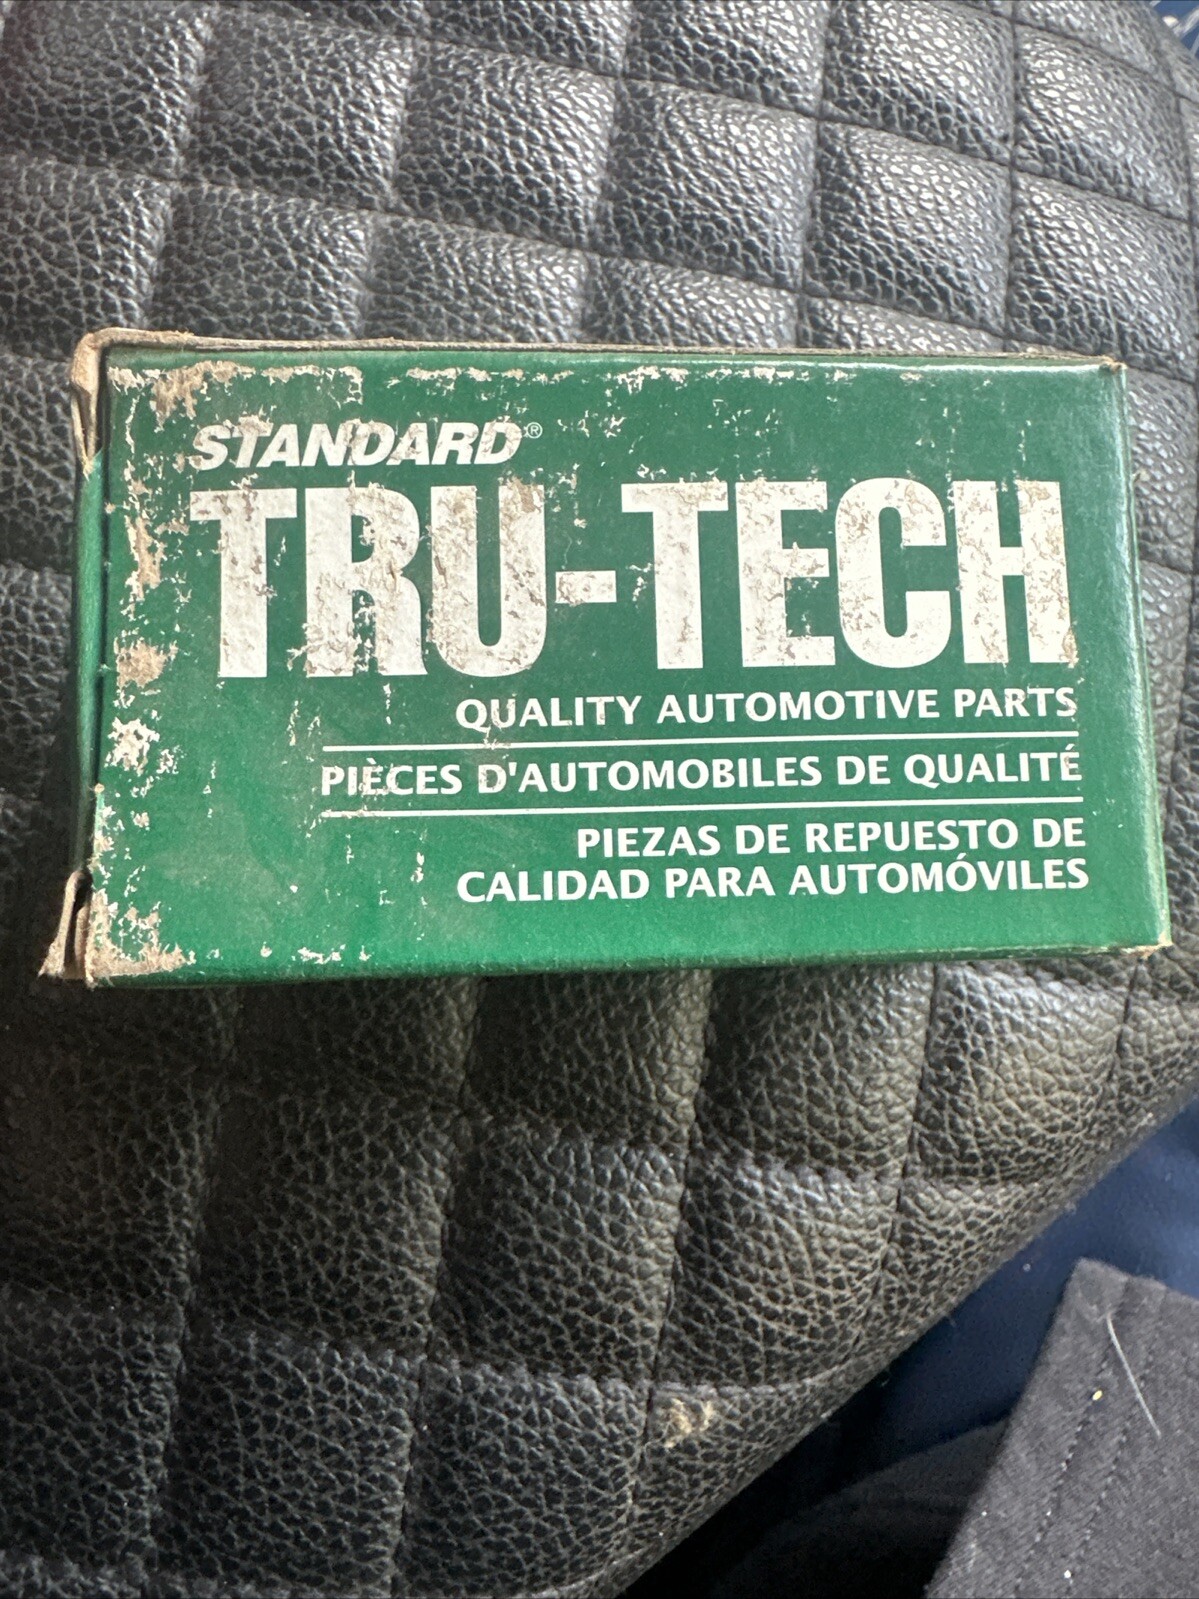 STANDARD®
TRU-TECH
QUALITY AUTOMOTIVE PARTS
PIÈCES D'AUTOMOBILES DE QUALITÉ
PIEZAS DE REPUESTO DE
CALIDAD PARA AUTOMÓVILES